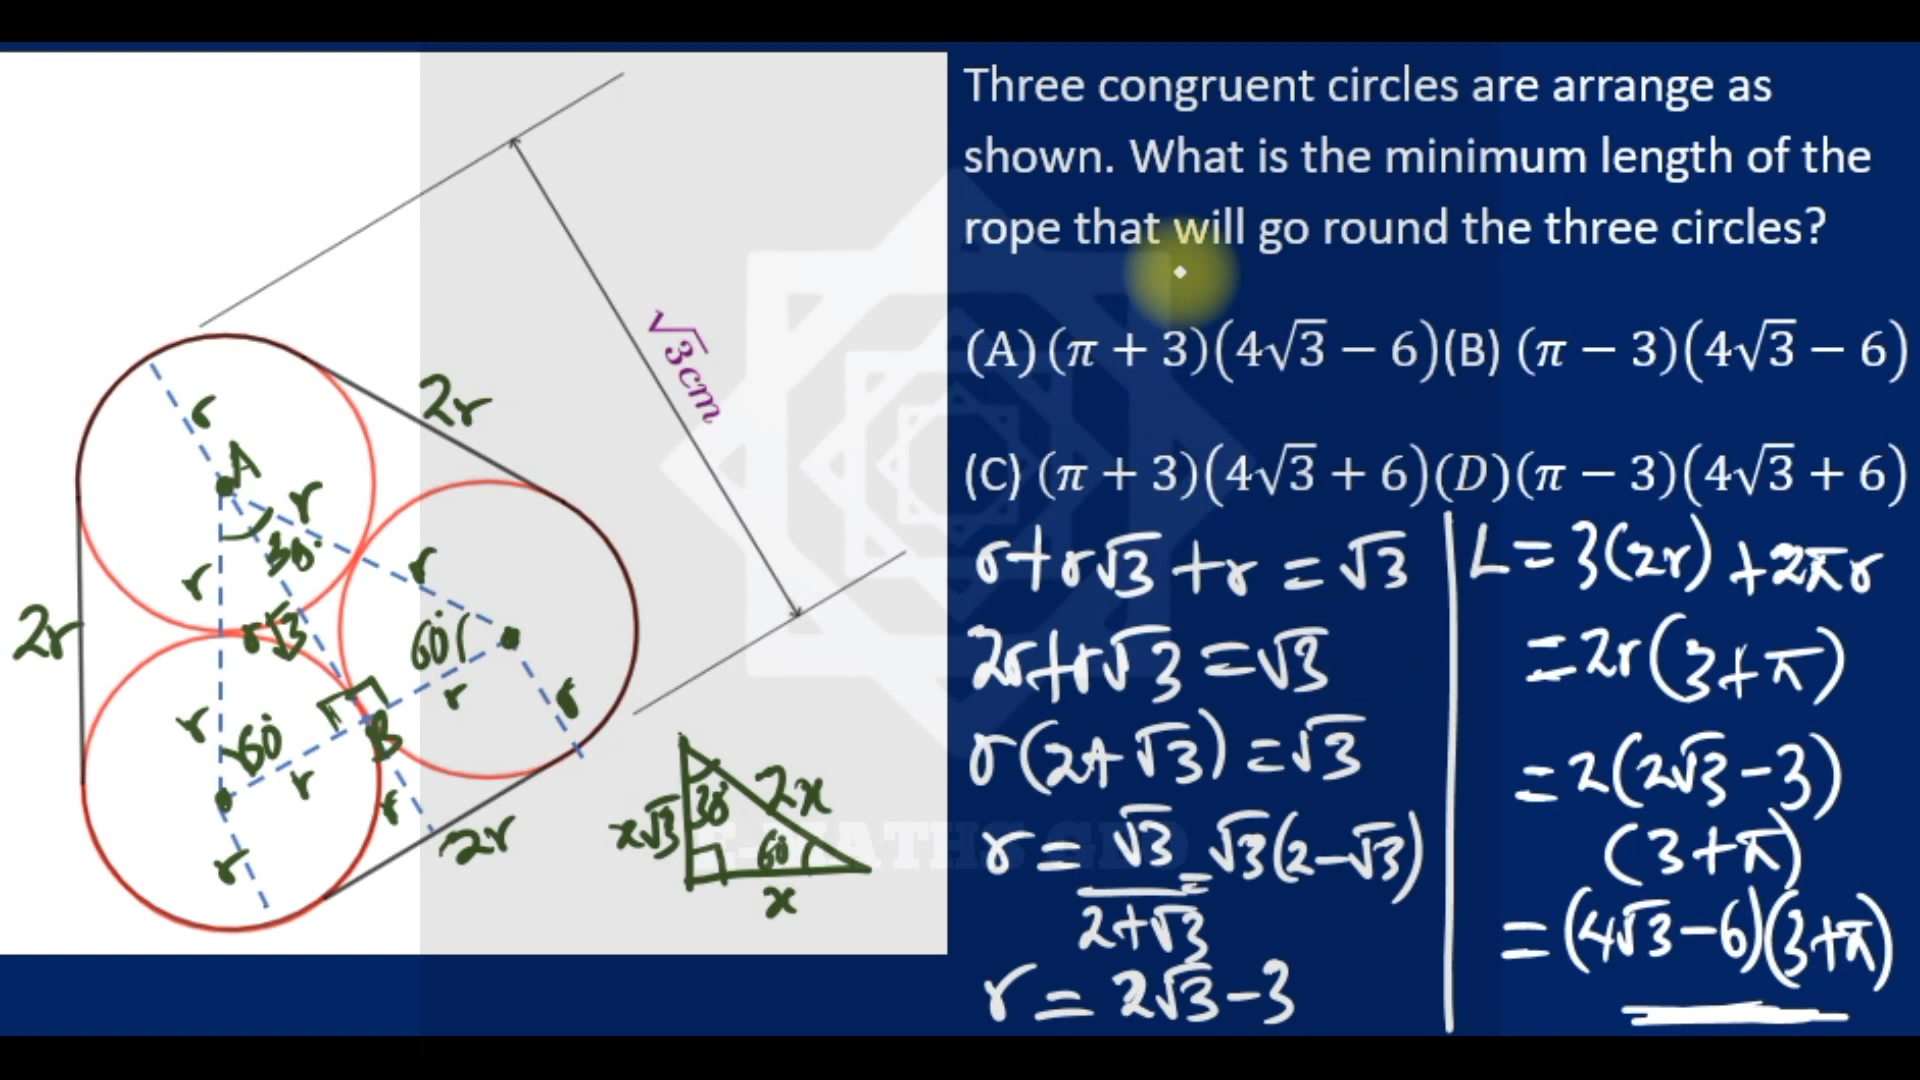 Three congruent circles are arrange as
shown. What is the minimum length of the
rope that will go round the three circles?
(A) (π + 3)(4√3 − 6)(B) (π − 3)(4√3 − 6)
(C) (π + 3)(4√3 + 6)(D)(π − 3)(4√3 + 6)
r+r√3+r=√3
2r+r√3=√3
r(2+√3)=√3
r=√3/2+√3=√3(2-√3)
r=2√3-3
L=3(2r)+2πr
=2r(3+π)
=2(2√3-3)
(3+π)
=(4√3-6)(3+π)
√3cm
2r
r
A
r
30°
r
r
2r
r√3
60°
r
r
r
60°
B
r
r
r
2r
x√3
30°
2x
60°
x